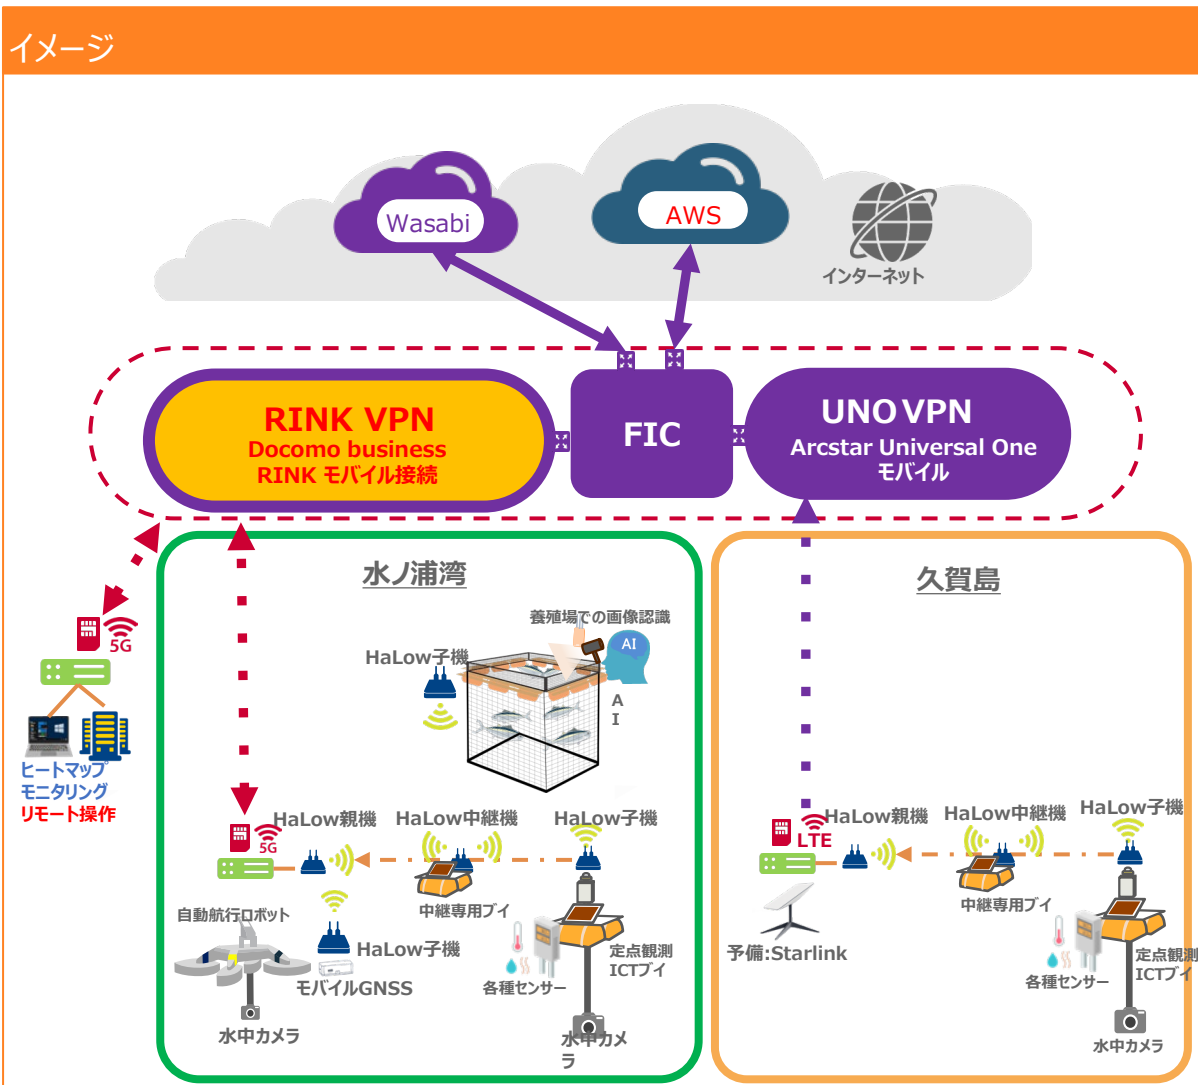 イメージ
Wasabi
AWS
インターネット
RINK VPN
Docomo business
RINK モバイル接続
FIC
UNO VPN
Arcstar Universal One
モバイル
5G
ヒートマップ
モニタリング
リモート操作
水ノ浦湾
養殖場での画像認識
AI
HaLow子機
A
I
5G
HaLow親機
HaLow中継機
HaLow子機
中継専用ブイ
自動航行ロボット
HaLow子機
モバイルGNSS
水中カメラ
定点観測
ICTブイ
各種センサー
水中カメ
ラ
久賀島
LTE
HaLow親機
HaLow中継機
HaLow子機
中継専用ブイ
予備:Starlink
定点観測
ICTブイ
各種センサー
水中カメラ